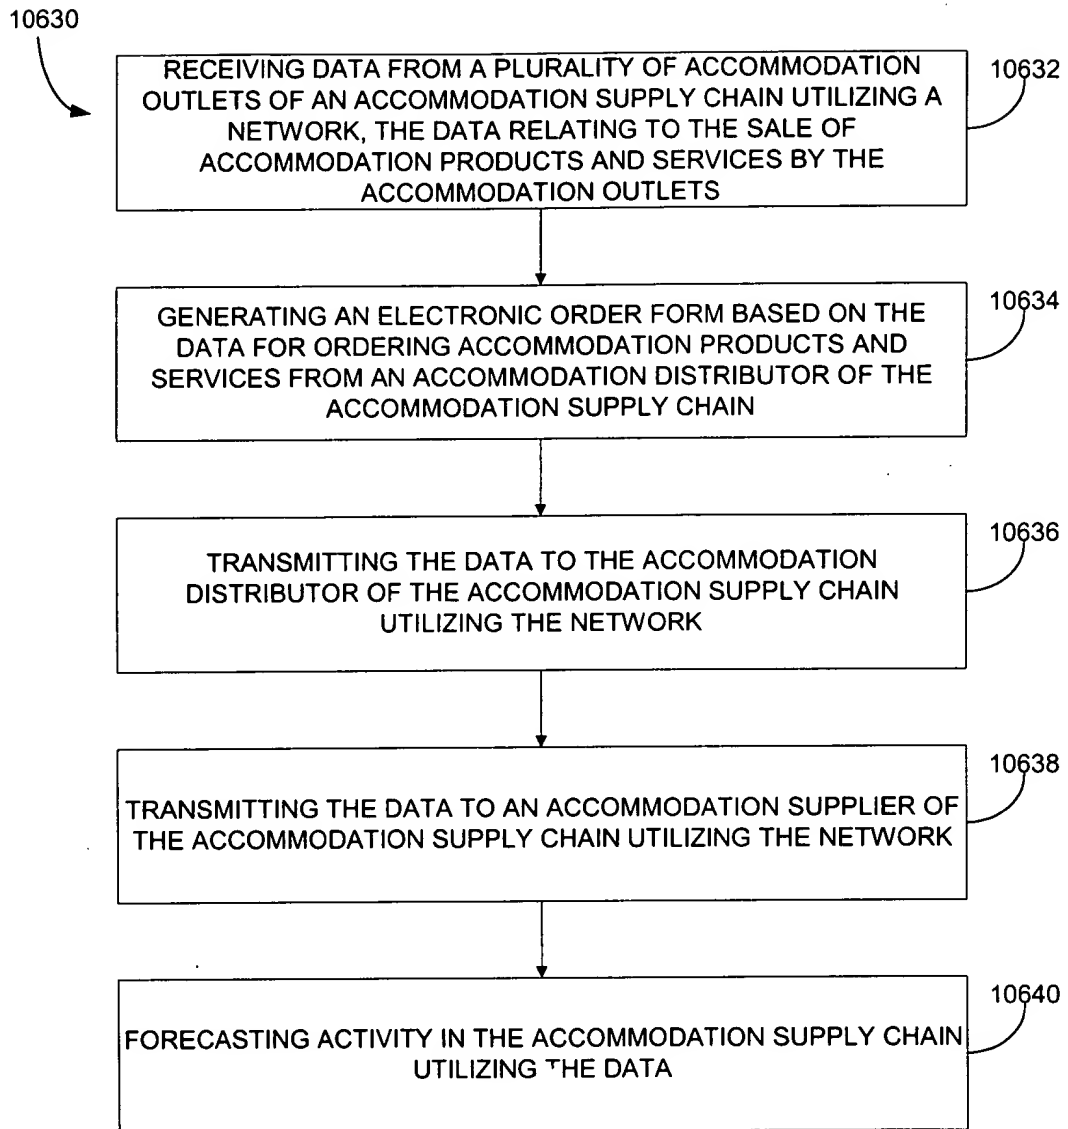 10630
RECEIVING DATA FROM A PLURALITY OF ACCOMMODATION
OUTLETS OF AN ACCOMMODATION SUPPLY CHAIN UTILIZING A
NETWORK, THE DATA RELATING TO THE SALE OF
ACCOMMODATION PRODUCTS AND SERVICES BY THE
ACCOMMODATION OUTLETS
10632
GENERATING AN ELECTRONIC ORDER FORM BASED ON THE
DATA FOR ORDERING ACCOMMODATION PRODUCTS AND
SERVICES FROM AN ACCOMMODATION DISTRIBUTOR OF THE
ACCOMMODATION SUPPLY CHAIN
10634
TRANSMITTING THE DATA TO THE ACCOMMODATION
DISTRIBUTOR OF THE ACCOMMODATION SUPPLY CHAIN
UTILIZING THE NETWORK
10636
TRANSMITTING THE DATA TO AN ACCOMMODATION SUPPLIER OF
THE ACCOMMODATION SUPPLY CHAIN UTILIZING THE NETWORK
10638
FORECASTING ACTIVITY IN THE ACCOMMODATION SUPPLY CHAIN
UTILIZING THE DATA
10640